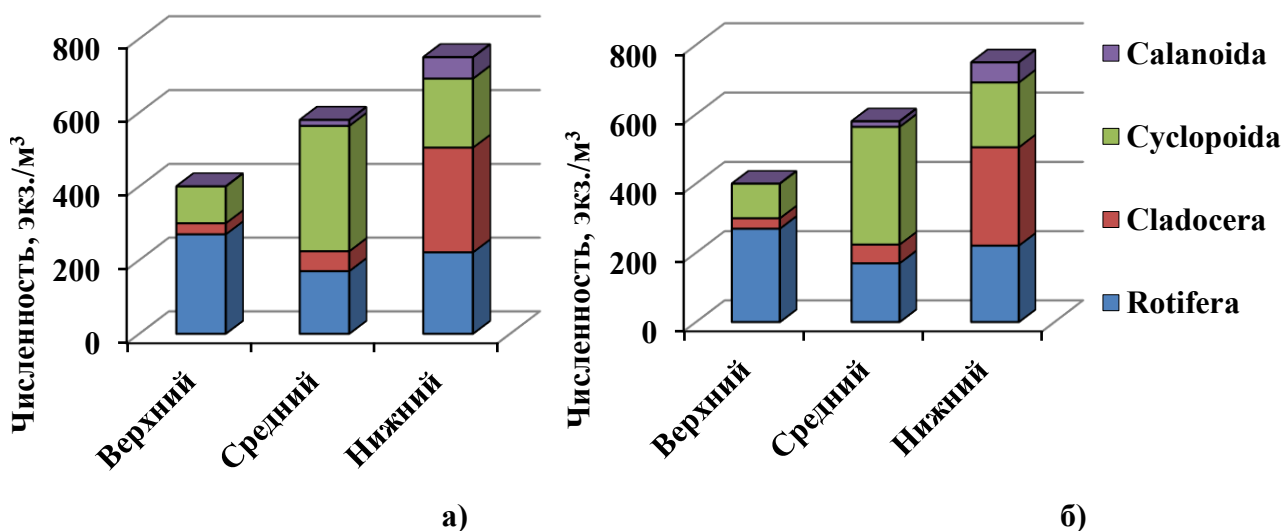 Численность, экз./м³
800
600
400
200
0
Верхний
Средний
Нижний
а)
Численность, экз./м³
800
600
400
200
0
Верхний
Средний
Нижний
б)
Calanoida
Cyclopoida
Cladocera
Rotifera